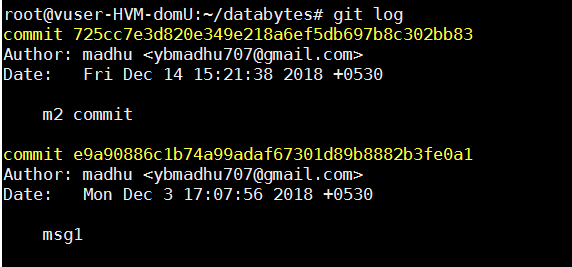 root@vuser-HVM-domU:~/databytes# git log
commit 725cc7e3d820e349e218a6ef5db697b8c302bb83
Author: madhu <ybmadhu707@gmail.com>
Date:   Fri Dec 14 15:21:38 2018 +0530
    m2 commit
commit e9a90886c1b74a99adaf67301d89b8882b3fe0a1
Author: madhu <ybmadhu707@gmail.com>
Date:   Mon Dec 3 17:07:56 2018 +0530
    msg1